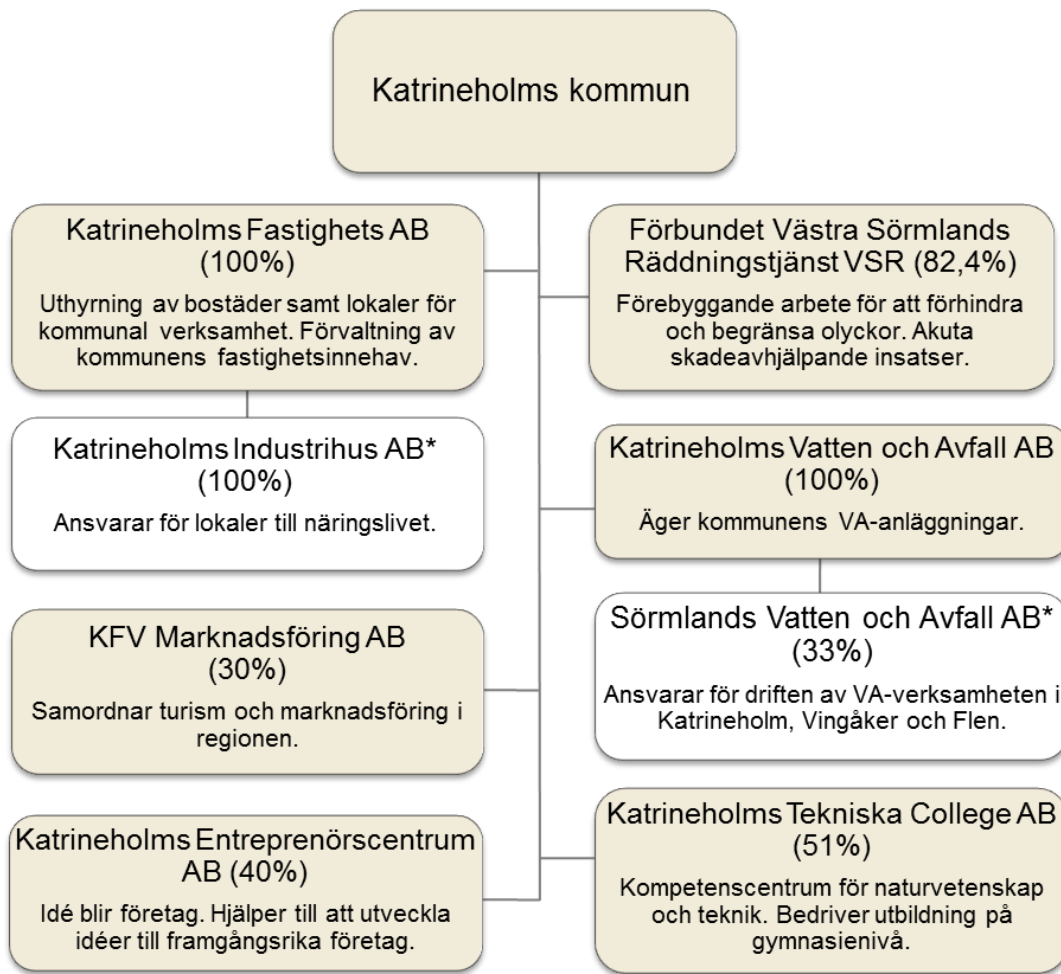 Katrineholms kommun
Katrineholms Fastighets AB
(100%)
Uthyrning av bostäder samt lokaler för
kommunal verksamhet. Förvaltning av
kommunens fastighetsinnehav.
Förbundet Västra Sörmlands
Räddningstjänst VSR (82,4%)
Förebyggande arbete för att förhindra
och begränsa olyckor. Akuta
skadeavhjälpande insatser.
Katrineholms Industrihus AB*
(100%)
Ansvarar för lokaler till näringslivet.
Katrineholms Vatten och Avfall AB
(100%)
Äger kommunens VA-anläggningar.
KFV Marknadsföring AB
(30%)
Samordnar turism och marknadsföring i
regionen.
Sörmlands Vatten och Avfall AB*
(33%)
Ansvarar för driften av VA-verksamheten i
Katrineholm, Vingåker och Flen.
Katrineholms Entreprenörscentrum
AB (40%)
Idé blir företag. Hjälper till att utveckla
idéer till framgångsrika företag.
Katrineholms Tekniska College AB
(51%)
Kompetenscentrum för naturvetenskap
och teknik. Bedriver utbildning på
gymnasienivå.